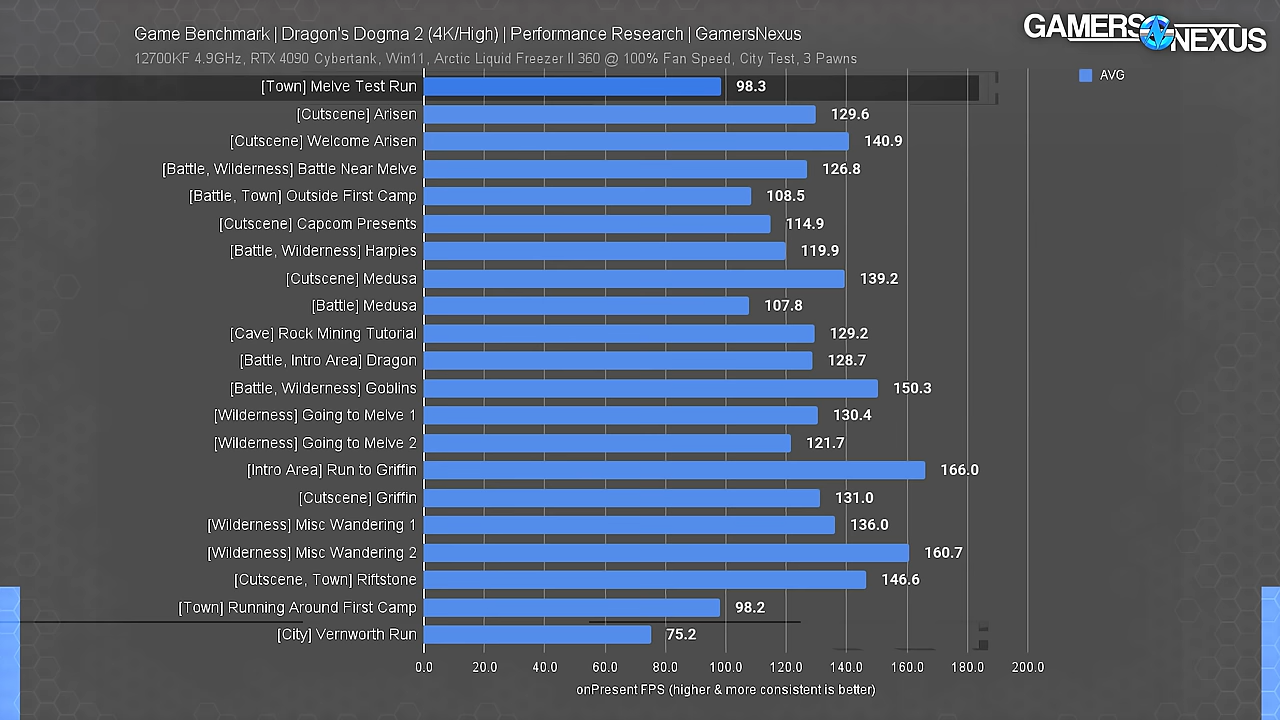 Game Benchmark | Dragon's Dogma 2 (4K/High) | Performance Research | GamersNexus
GAMERS NEXUS
12700KF 4.9GHz, RTX 4090 Cybertank, Win11, Arctic Liquid Freezer II 360 @ 100% Fan Speed, City Test, 3 Pawns
AVG
[Town] Melve Test Run 98.3
[Cutscene] Arisen 129.6
[Cutscene] Welcome Arisen 140.9
[Battle, Wilderness] Battle Near Melve 126.8
[Battle, Town] Outside First Camp 108.5
[Cutscene] Capcom Presents 114.9
[Battle, Wilderness] Harpies 119.9
[Cutscene] Medusa 139.2
[Battle] Medusa 107.8
[Cave] Rock Mining Tutorial 129.2
[Battle, Intro Area] Dragon 128.7
[Battle, Wilderness] Goblins 150.3
[Wilderness] Going to Melve 1 130.4
[Wilderness] Going to Melve 2 121.7
[Intro Area] Run to Griffin 166.0
[Cutscene] Griffin 131.0
[Wilderness] Misc Wandering 1 136.0
[Wilderness] Misc Wandering 2 160.7
[Cutscene, Town] Riftstone 146.6
[Town] Running Around First Camp 98.2
[City] Vernworth Run 75.2
0.0 20.0 40.0 60.0 80.0 100.0 120.0 140.0 160.0 180.0 200.0
onPresent FPS (higher & more consistent is better)